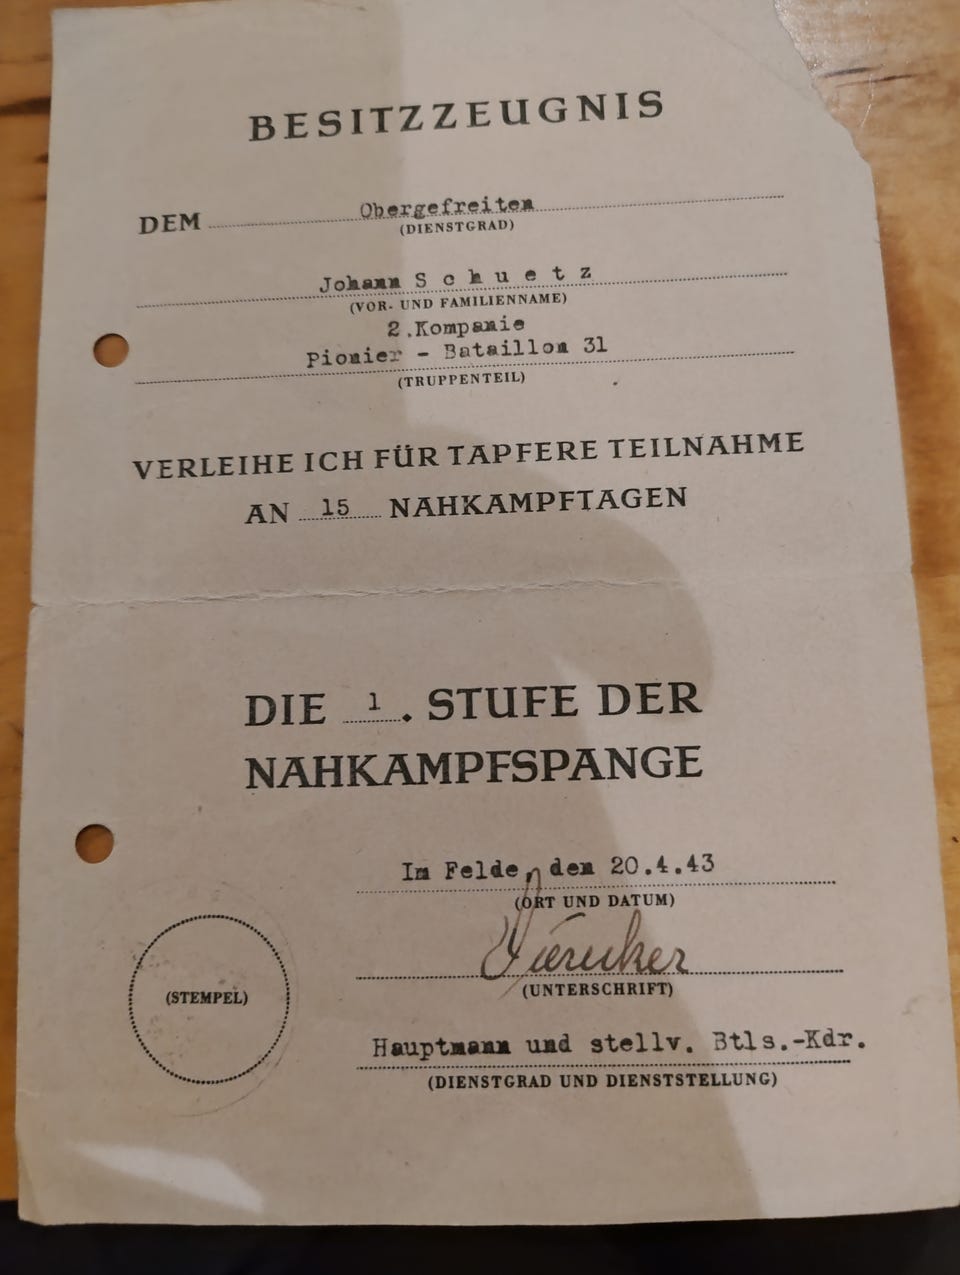 BESITZZEUGNIS
DEM Obergefreiten
(DIENSTGRAD)
Johann S c h u e t z
(VOR- UND FAMILIENNAME)
2.Kompanie
Pionier - Bataillon 31
(TRUPPENTEIL)
VERLEIHE ICH FÜR TAPFERE TEILNAHME
AN 15 NAHKAMPFTAGEN
DIE 1. STUFE DER
NAHKAMPFSPANGE
Im Felde, den 20.4.43
(ORT UND DATUM)
(UNTERSCHRIFT)
(STEMPEL)
Hauptmann und stellv. Btls.-Kdr.
(DIENSTGRAD UND DIENSTSTELLUNG)